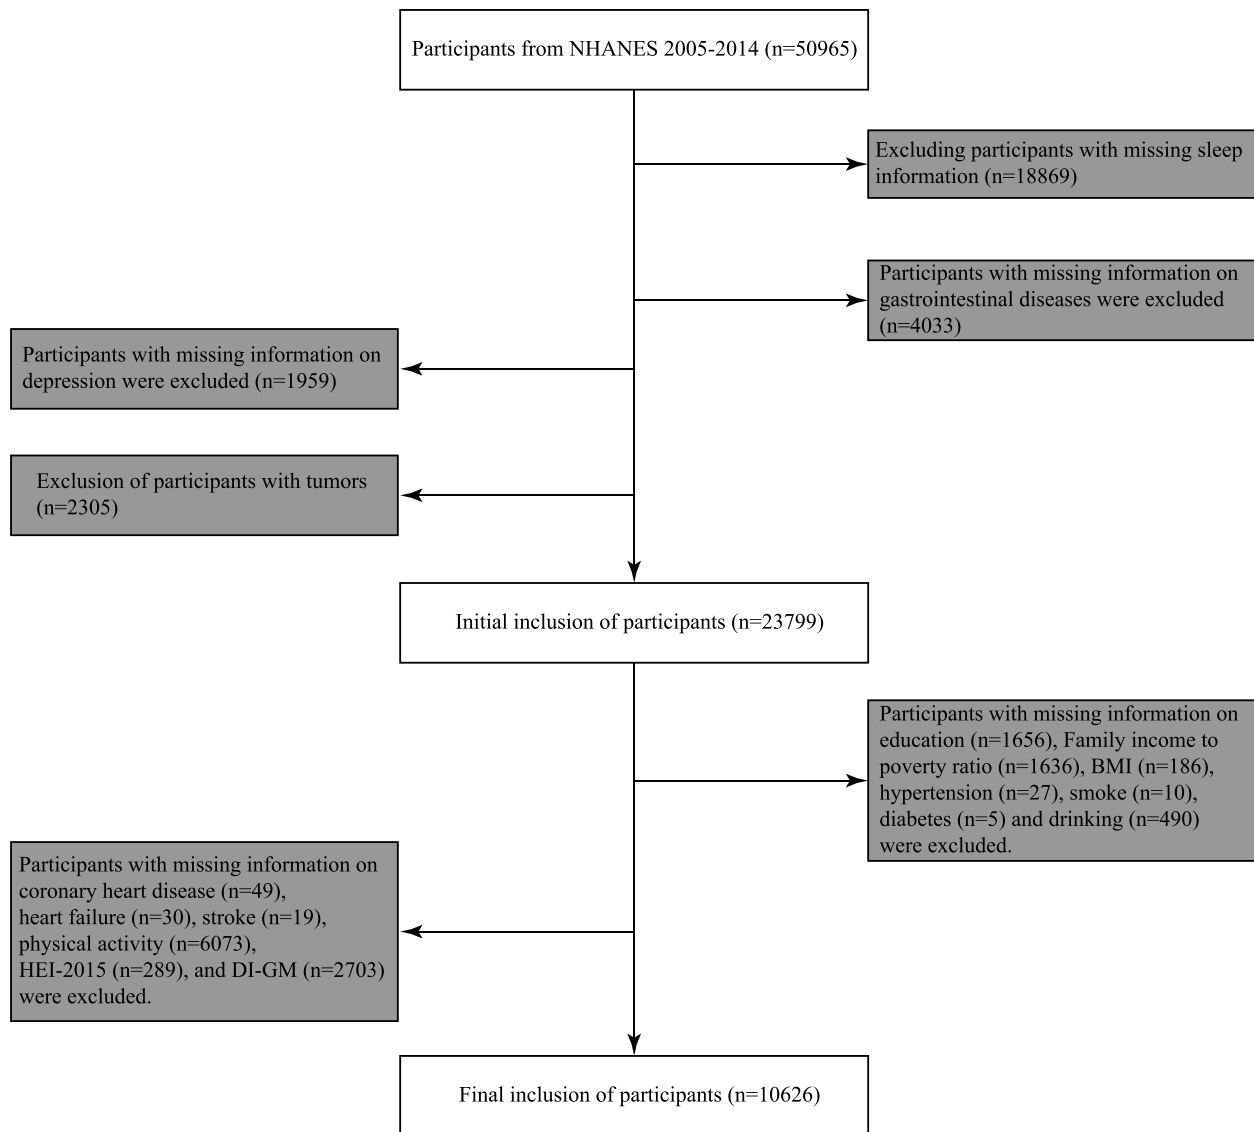 Participants from NHANES 2005-2014 (n=50965)
Excluding participants with missing sleep
information (n=18869)
Participants with missing information on
gastrointestinal diseases were excluded
(n=4033)
Participants with missing information on
depression were excluded (n=1959)
Exclusion of participants with tumors
(n=2305)
Initial inclusion of participants (n=23799)
Participants with missing information on
education (n=1656), Family income to
poverty ratio (n=1636), BMI (n=186),
hypertension (n=27), smoke (n=10),
diabetes (n=5) and drinking (n=490)
were excluded.
Participants with missing information on
coronary heart disease (n=49),
heart failure (n=30), stroke (n=19),
physical activity (n=6073),
HEI-2015 (n=289), and DI-GM (n=2703)
were excluded.
Final inclusion of participants (n=10626)